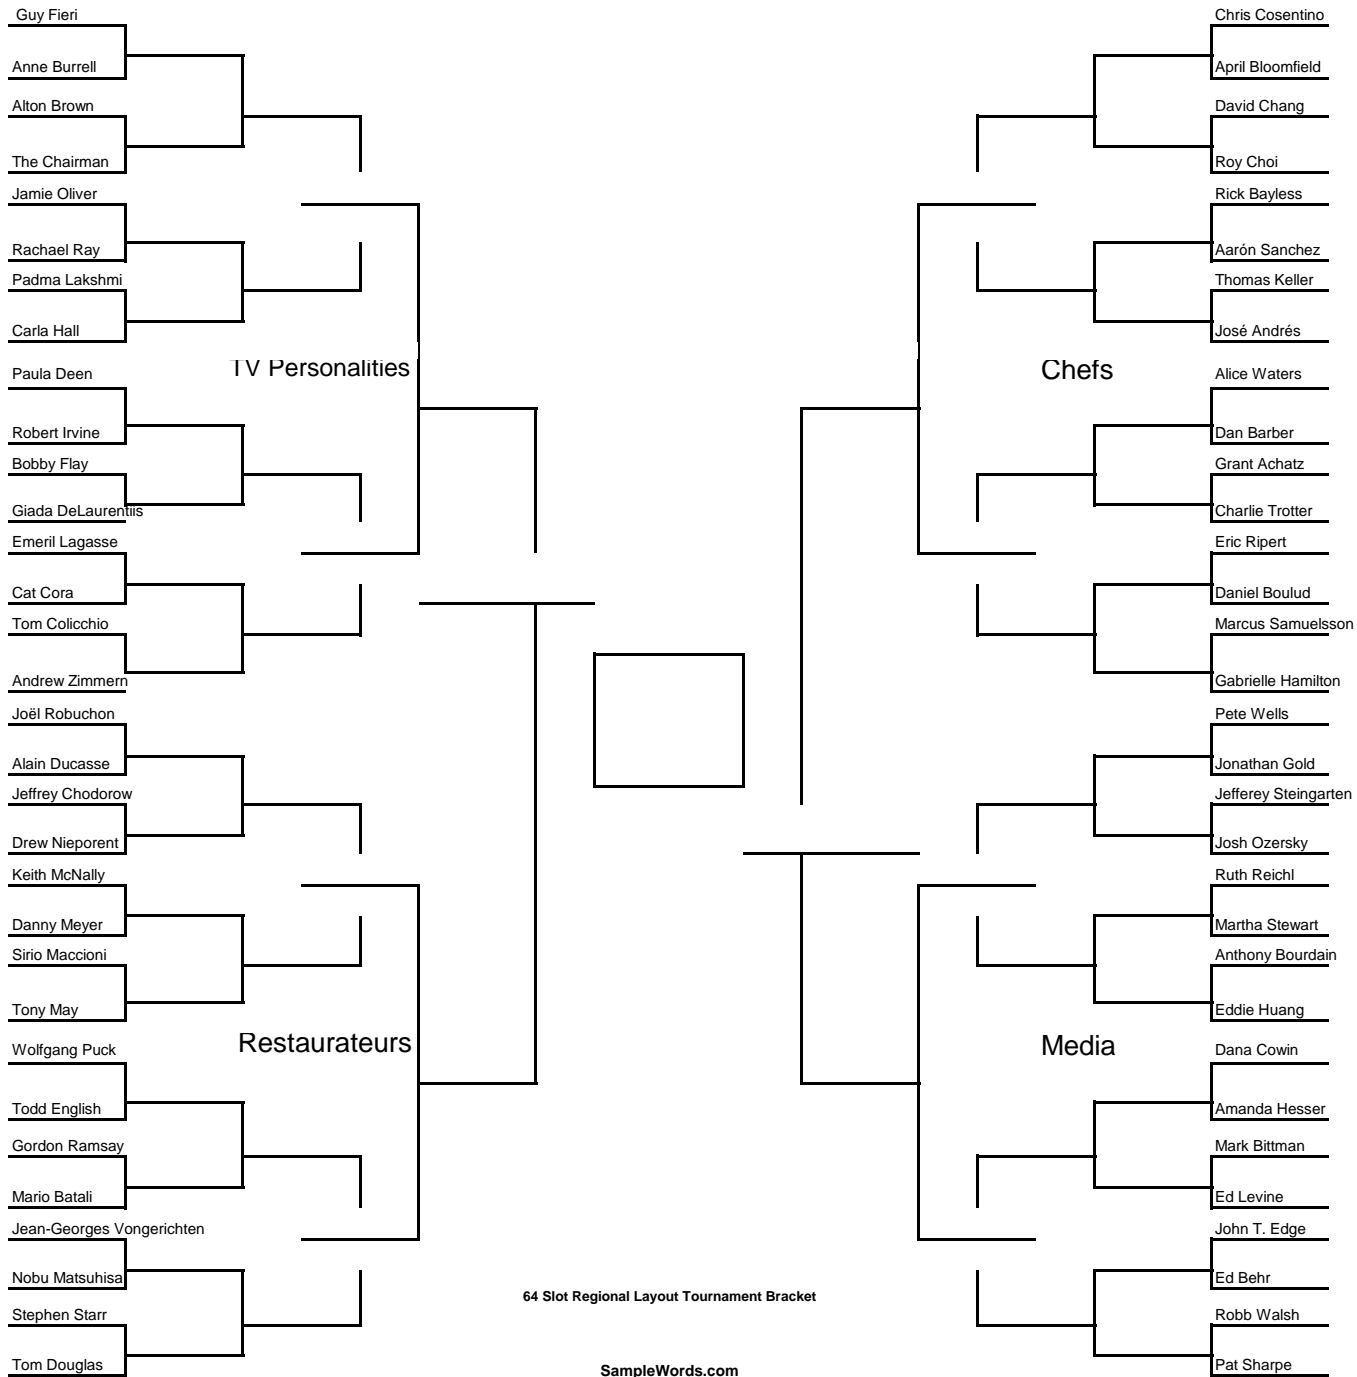 Guy Fieri
Anne Burrell
Alton Brown
The Chairman
Jamie Oliver
Rachael Ray
Padma Lakshmi
Carla Hall
TV Personalities
Paula Deen
Robert Irvine
Bobby Flay
Giada DeLaurentiis
Emeril Lagasse
Cat Cora
Tom Colicchio
Andrew Zimmern
Joël Robuchon
Alain Ducasse
Jeffrey Chodorow
Drew Nieporent
Keith McNally
Danny Meyer
Sirio Maccioni
Tony May
Restaurateurs
Wolfgang Puck
Todd English
Gordon Ramsay
Mario Batali
Jean-Georges Vongerichten
Nobu Matsuhisa
Stephen Starr
Tom Douglas
Chris Cosentino
April Bloomfield
David Chang
Roy Choi
Rick Bayless
Aarón Sanchez
Thomas Keller
José Andrés
Chefs
Alice Waters
Dan Barber
Grant Achatz
Charlie Trotter
Eric Ripert
Daniel Boulud
Marcus Samuelsson
Gabrielle Hamilton
Pete Wells
Jonathan Gold
Jefferey Steingarten
Josh Ozersky
Ruth Reichl
Martha Stewart
Anthony Bourdain
Eddie Huang
Media
Dana Cowin
Amanda Hesser
Mark Bittman
Ed Levine
John T. Edge
Ed Behr
Robb Walsh
Pat Sharpe
64 Slot Regional Layout Tournament Bracket
SampleWords.com